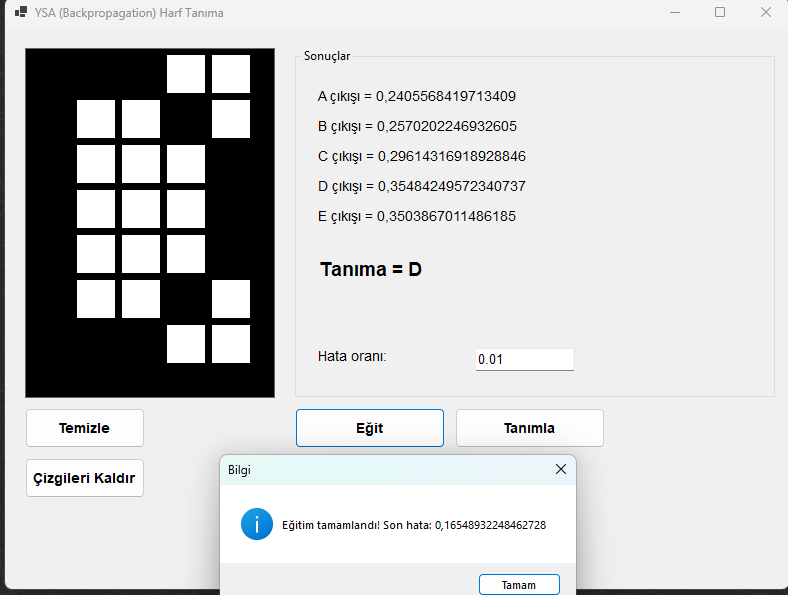 YSA (Backpropagation) Harf Tanıma
Sonuçlar
A çıkışı = 0,2405568419713409
B çıkışı = 0,2570202246932605
C çıkışı = 0,29614316918928846
D çıkışı = 0,35484249572340737
E çıkışı = 0,3503867011486185
Tanıma = D
Hata oranı:
0.01
Temizle
Eğit
Tanımla
Çizgileri Kaldır
Bilgi
Eğitim tamamlandı! Son hata: 0,16548932248462728
Tamam